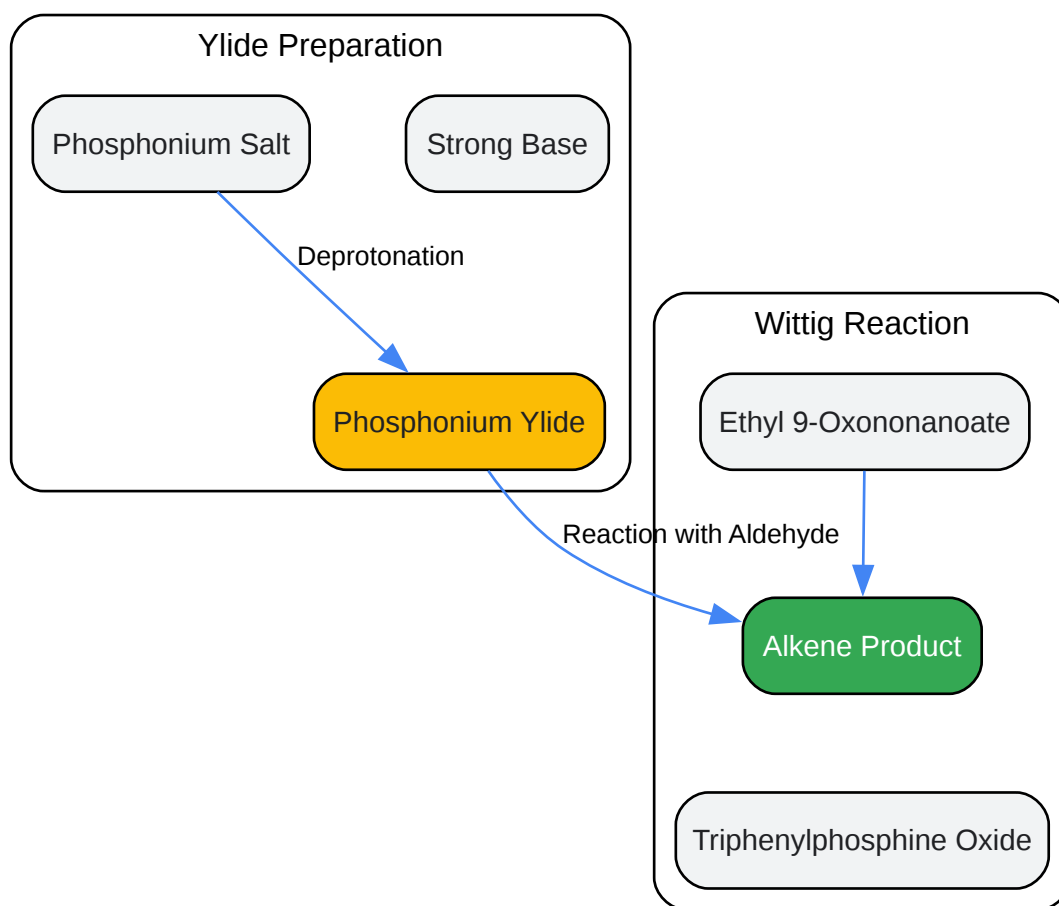 Ylide Preparation
Phosphonium Salt
Strong Base
Deprotonation
Wittig Reaction
Phosphonium Ylide
Ethyl 9-Oxononanoate
Reaction with Aldehyde
Alkene Product
Triphenylphosphine Oxide